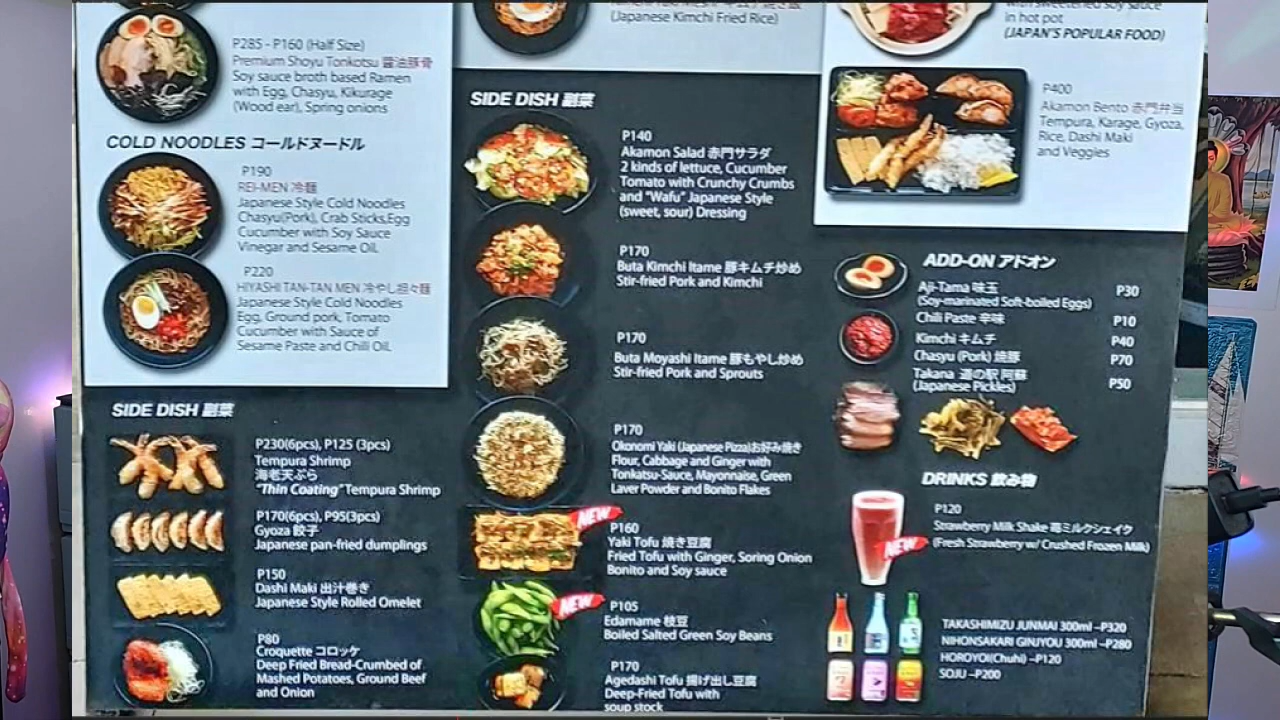 P285 - P160 (Half Size)
Premium Shoyu Tonkotsu 醤油豚骨
Soy sauce broth based Ramen
with Egg, Chasyu, Kikurage
(Wood ear), Spring onions
COLD NOODLES コールドヌードル
P190
REI-MEN 冷麺
Japanese Style Cold Noodles
Chasyu(Pork), Crab Sticks,Egg
Cucumber with Soy Sauce
Vinegar and Sesame Oil.
P220
HIYASHI TAN-TAN MEN 冷やし坦々麺
Japanese Style Cold Noodles
Egg, Ground pork, Tomato
Cucumber with Sauce of
Sesame Paste and Chili Oil.
SIDE DISH 副菜
P230(6pcs), P125 (3pcs)
Tempura Shrimp
海老天ぷら
"Thin Coating" Tempura Shrimp
P170(6pcs), P95(3pcs)
Gyoza 餃子
Japanese pan-fried dumplings
P150
Dashi Maki 出汁巻き
Japanese Style Rolled Omelet
P80
Croquette コロッケ
Deep Fried Bread-Crumbed of
Mashed Potatoes, Ground Beef
and Onion
(Japanese Kimchi Fried Rice)
SIDE DISH 副菜
P140
Akamon Salad 赤門サラダ
2 kinds of lettuce, Cucumber
Tomato with Crunchy Crumbs
and "Wafu" Japanese Style
(sweet, sour) Dressing
P170
Buta Kimchi Itame 豚キムチ炒め
Stir-fried Pork and Kimchi
P170
Buta Moyashi Itame 豚もやし炒め
Stir-fried Pork and Sprouts
P170
Okonomi Yaki (Japanese Pizza)お好み焼き
Flour, Cabbage and Ginger with
Tonkatsu-Sauce, Mayonnaise, Green
Laver Powder and Bonito Flakes
NEW
P160
Yaki Tofu 焼き豆腐
Fried Tofu with Ginger, Soring Onion
Bonito and Soy sauce
NEW
P105
Edamame 枝豆
Boiled Salted Green Soy Beans
P170
Agedashi Tofu 揚げ出し豆腐
Deep-Fried Tofu with
soup stock
with sweetened soy sauce
in hot pot
(JAPAN'S POPULAR FOOD)
P400
Akamon Bento 赤門弁当
Tempura, Karage, Gyoza,
Rice, Dashi Maki
and Veggies
ADD-ON アドオン
Aji-Tama 味玉 P30
(Soy-marinated Soft-boiled Eggs)
Chili Paste 辛味 P10
Kimchi キムチ P40
Chasyu (Pork) 焼豚 P70
Takana 道の駅 阿蘇 P50
(Japanese Pickles)
DRINKS 飲み物
P120
Strawberry Milk Shake 苺ミルクシェイク
NEW
(Fresh Strawberry w/ Crushed Frozen Milk)
TAKASHIMIZU JUNMAI 300ml –P320
NIHONSAKARI GINJYOU 300ml –P280
HOROYOI(Chuhi) –P120
SOJU –P200